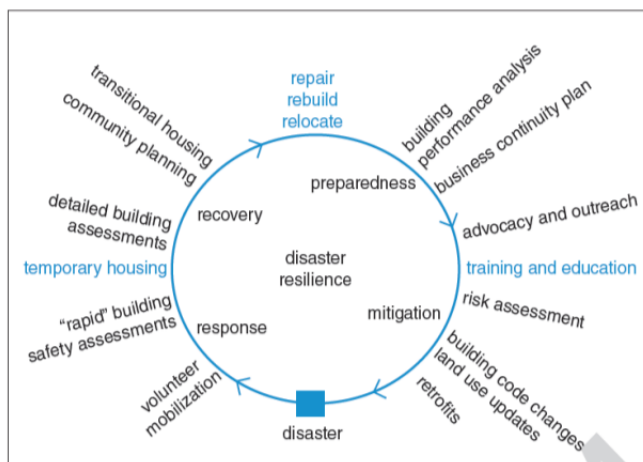 repair
rebuild
relocate
transitional housing
community planning
building
performance analysis
business continuity plan
preparedness
recovery
detailed building
assessments
advocacy and outreach
disaster
resilience
temporary housing
training and education
"rapid" building
safety assessments
response
mitigation
risk assessment
building code changes
land use updates
retrofits
volunteer
mobilization
disaster